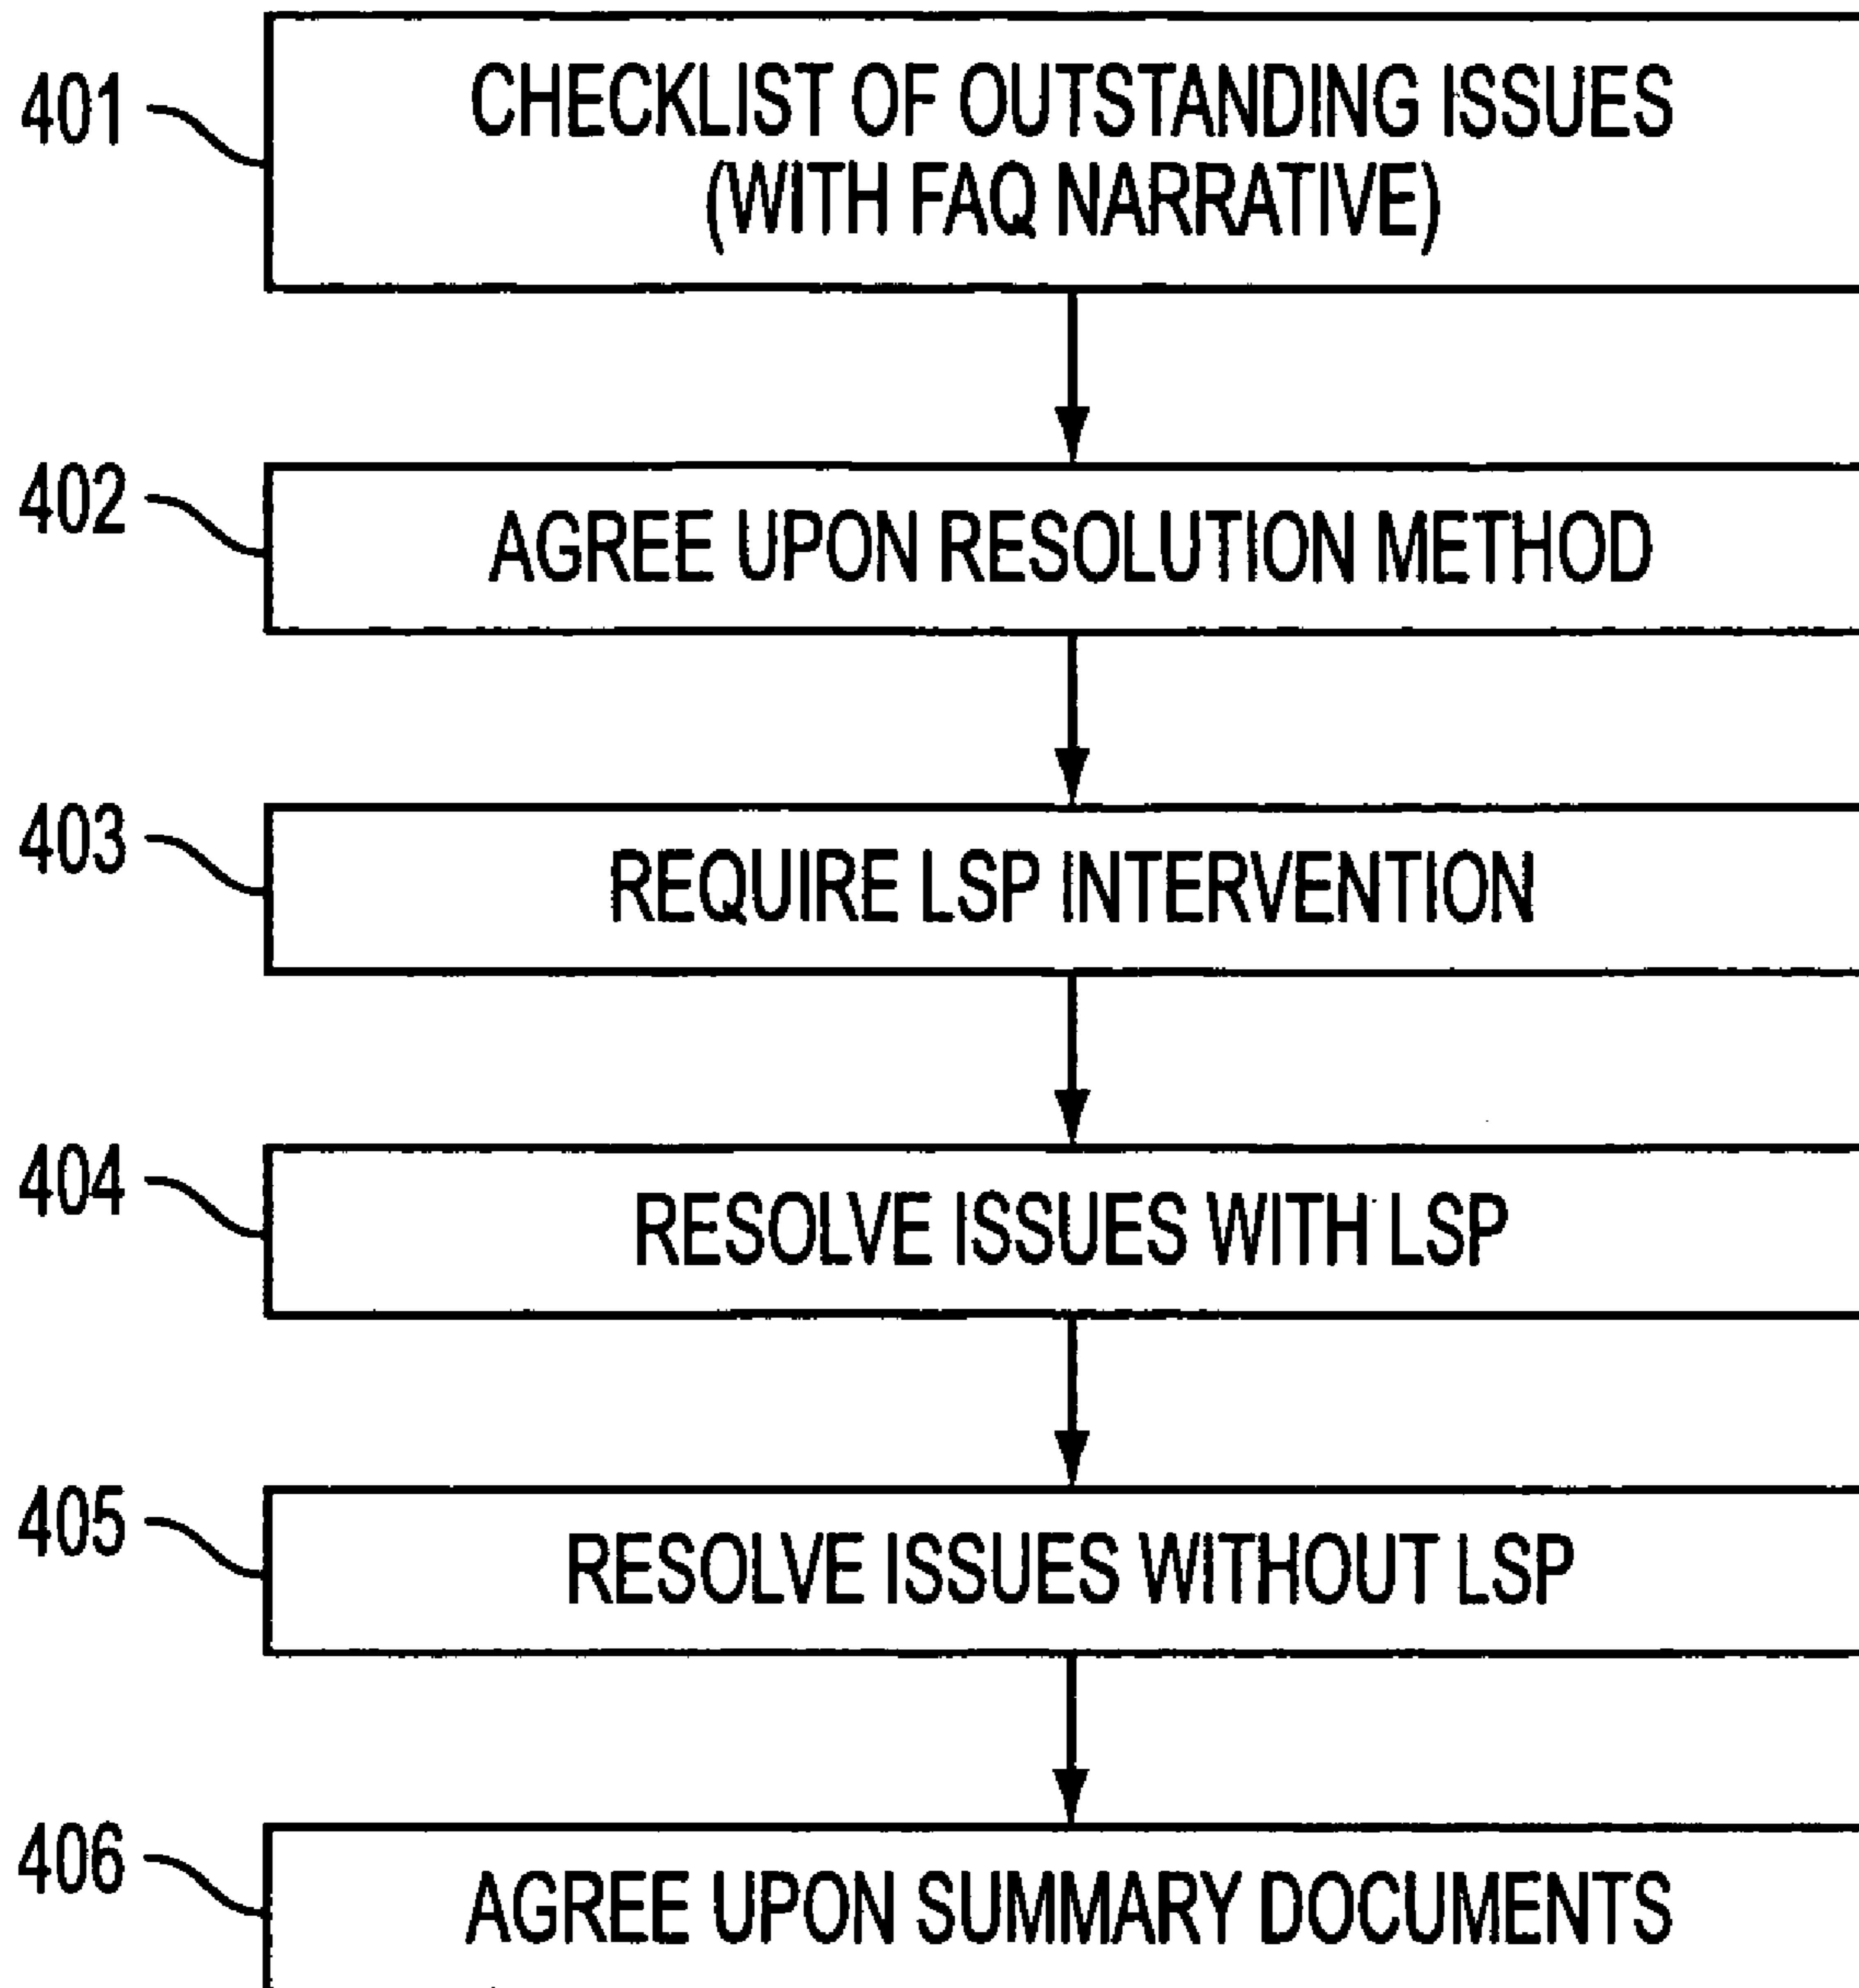 401
CHECKLIST OF OUTSTANDING ISSUES
(WITH FAQ NARRATIVE)
402
AGREE UPON RESOLUTION METHOD
403
REQUIRE LSP INTERVENTION
404
RESOLVE ISSUES WITH LSP
405
RESOLVE ISSUES WITHOUT LSP
406
AGREE UPON SUMMARY DOCUMENTS